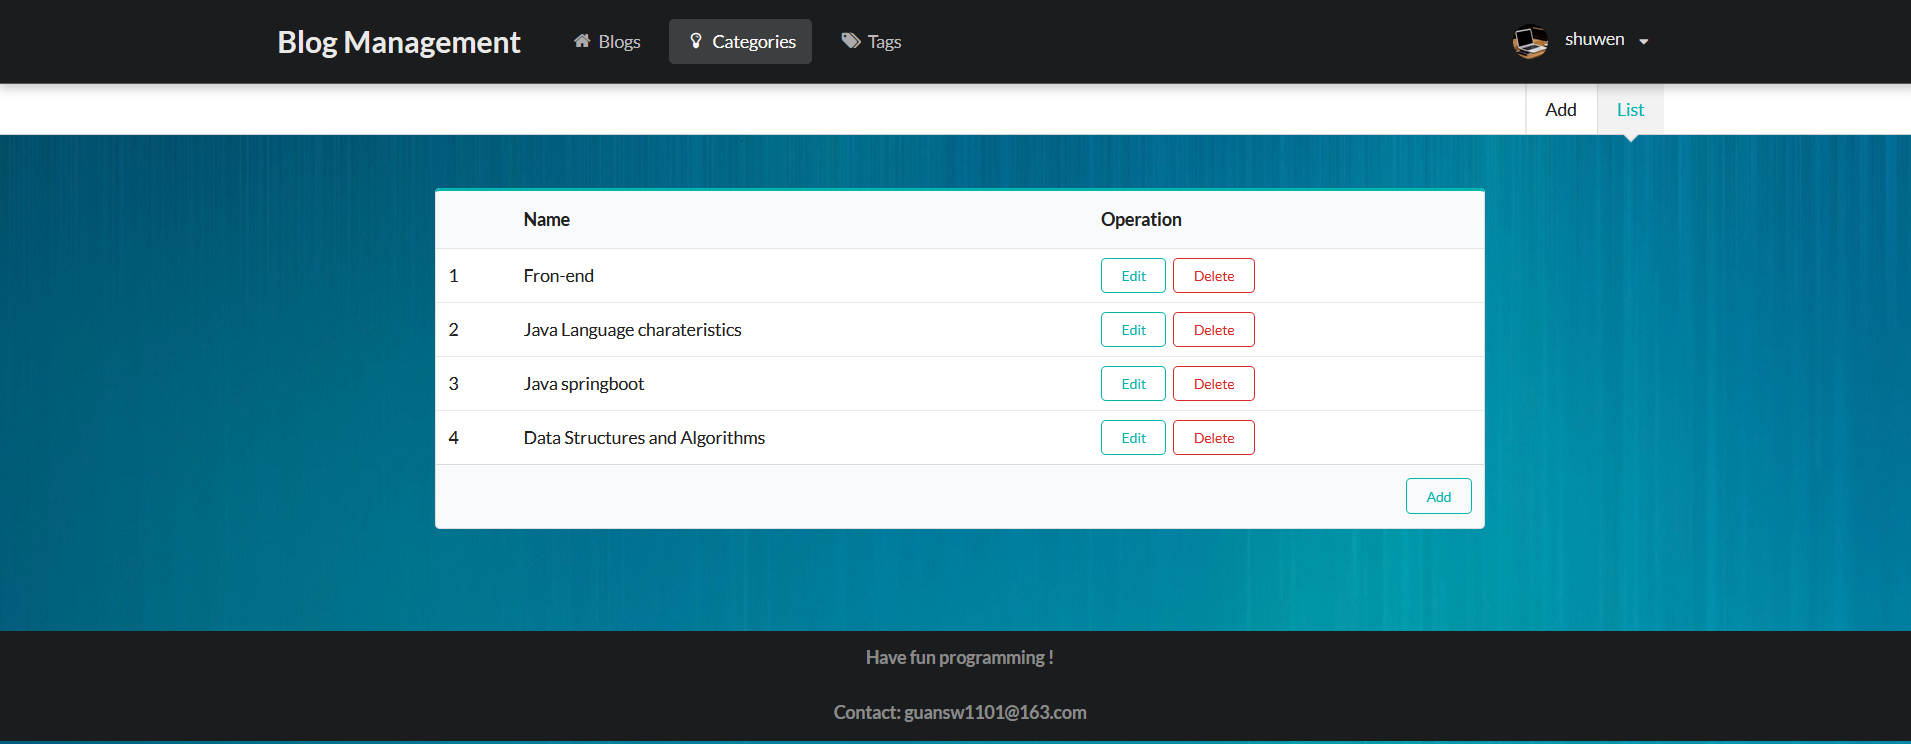 Blog Management Blogs Categories Tags shuwen
Add List
Name Operation
1 Fron-end Edit Delete
2 Java Language charateristics Edit Delete
3 Java springboot Edit Delete
4 Data Structures and Algorithms Edit Delete
Add
Have fun programming !
Contact: guansw1101@163.com